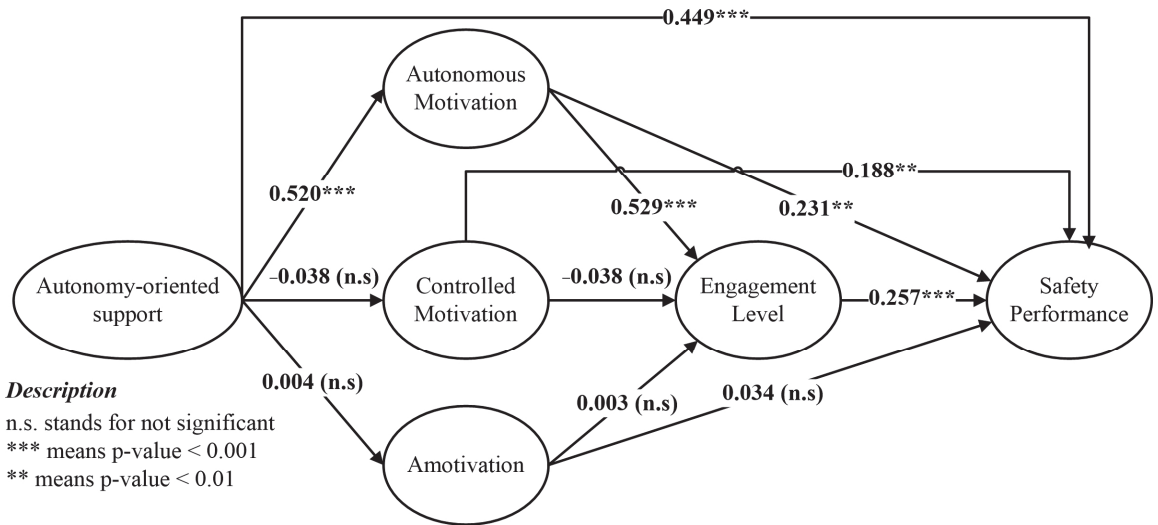 0.449***
Autonomous
Motivation
0.188**
0.520***
0.529***
0.231**
Autonomy-oriented
support
−0.038 (n.s)
Controlled
Motivation
−0.038 (n.s)
Engagement
Level
0.257***
Safety
Performance
Description
n.s. stands for not significant
*** means p-value < 0.001
** means p-value < 0.01
0.004 (n.s)
0.003 (n.s)
0.034 (n.s)
Amotivation